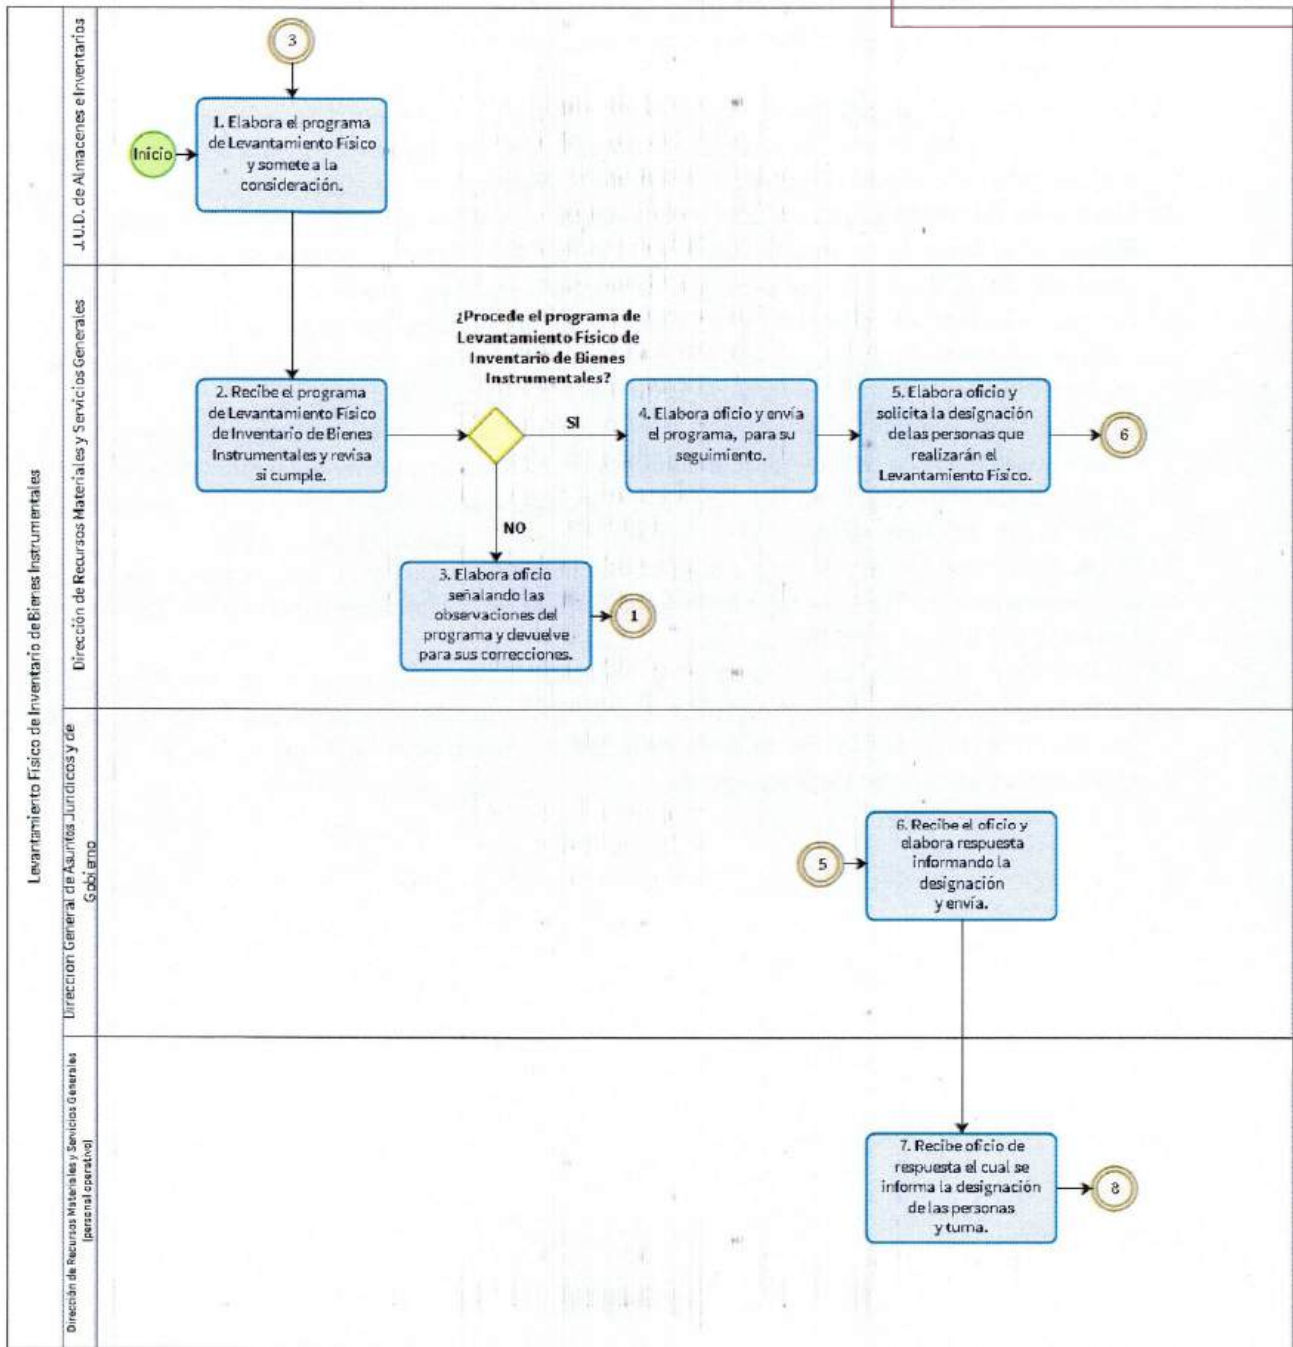 Levantamiento Físico de Inventario de Bienes Instrumentales
J.U.D. de Almacenes e Inventarios
3
Inicio
1. Elabora el programa
de Levantamiento Físico
y somete a la
consideración.
Dirección de Recursos Materiales y Servicios Generales
¿Procede el programa de
Levantamiento Físico de
Inventario de Bienes
Instrumentales?
2. Recibe el programa
de Levantamiento Físico
de Inventario de Bienes
Instrumentales y revisa
si cumple.
SI
4. Elabora oficio y envía
el programa, para su
seguimiento.
5. Elabora oficio y
solicita la designación
de las personas que
realizarán el
Levantamiento Físico.
6
NO
3. Elabora oficio
señalando las
observaciones del
programa y devuelve
para sus correcciones.
1
Dirección General de Asuntos Jurídicos y de
Gobierno
5
6. Recibe el oficio y
elabora respuesta
informando la
designación
y envía.
Dirección de Recursos Materiales y Servicios Generales
(personal operativo)
7. Recibe oficio de
respuesta el cual se
informa la designación
de las personas
y turna.
8